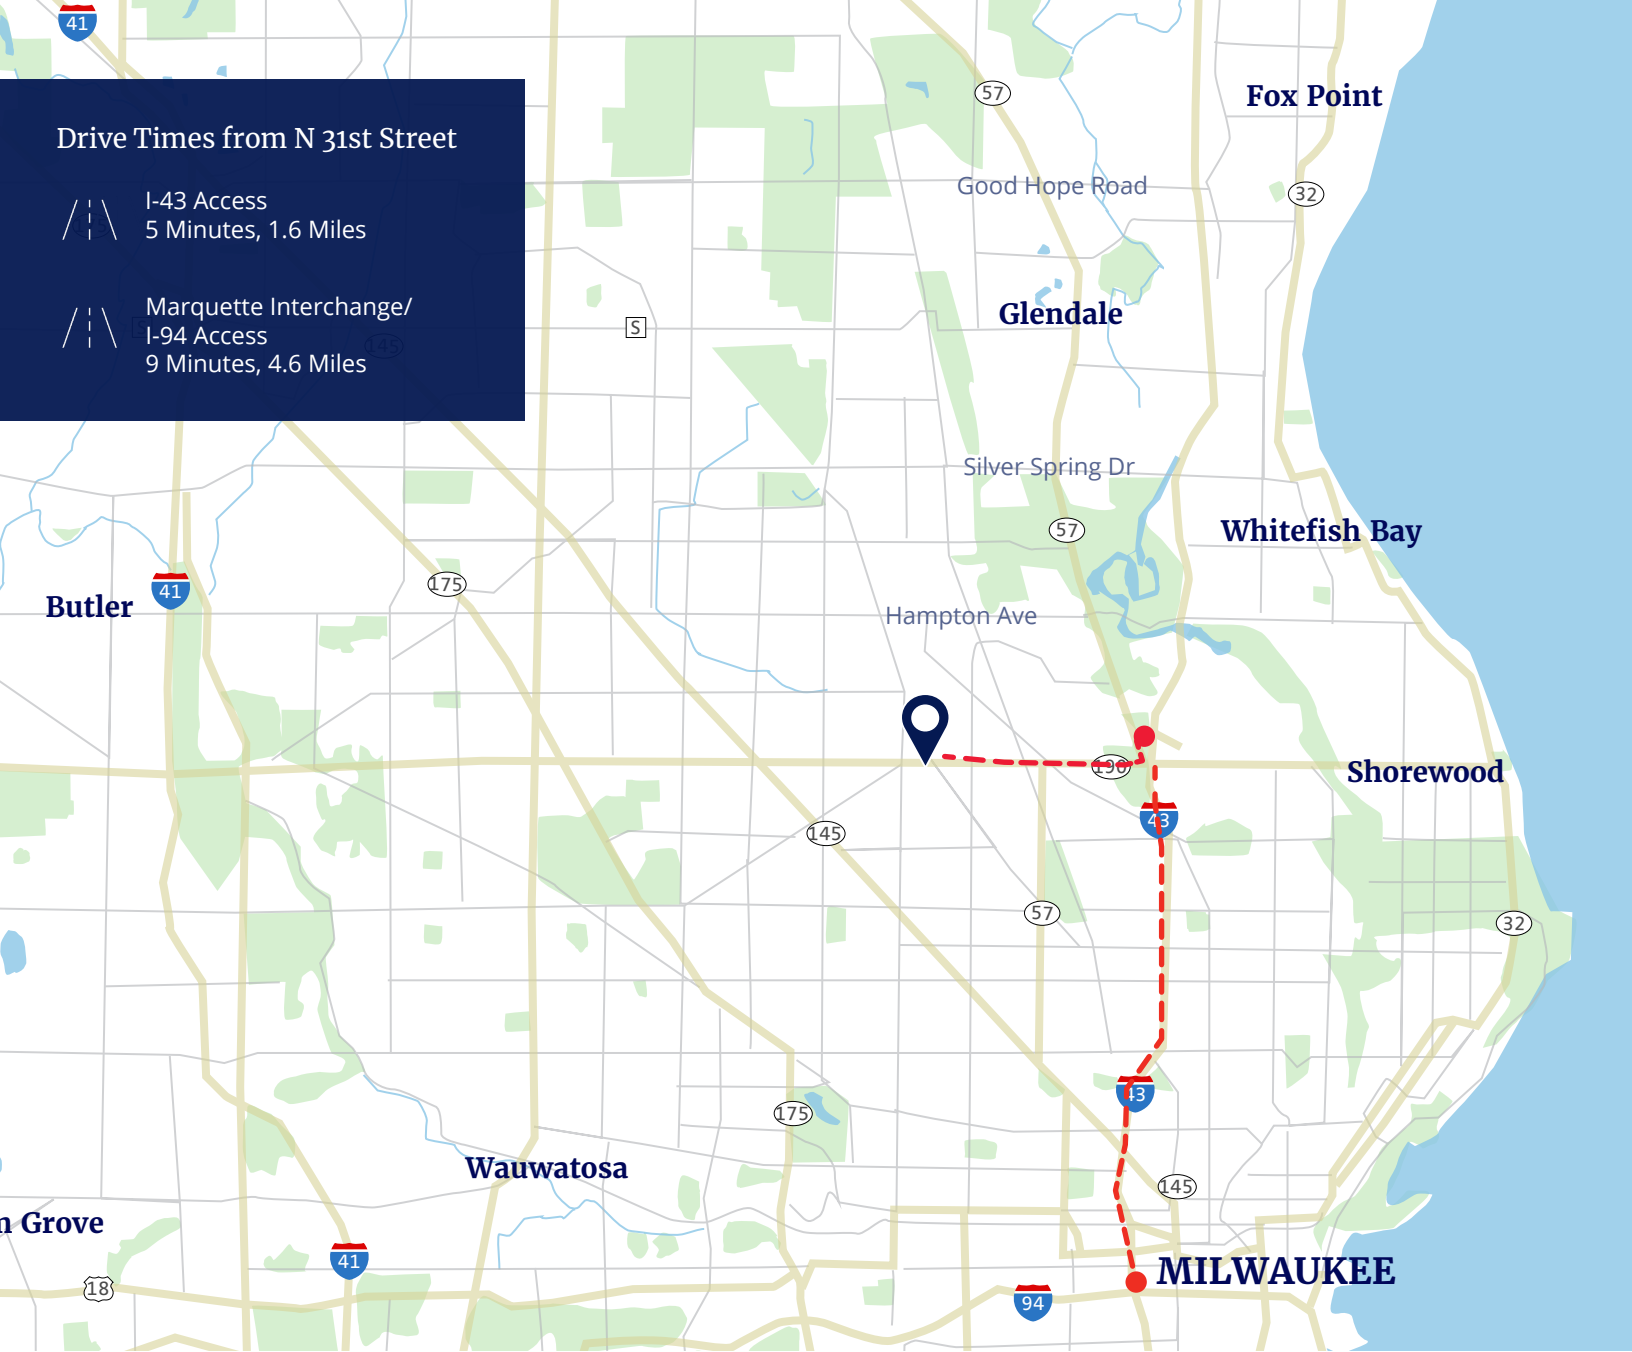 41
57
Fox Point
Drive Times from N 31st Street
I-43 Access
5 Minutes, 1.6 Miles
Good Hope Road
32
Marquette Interchange/
I-94 Access
9 Minutes, 4.6 Miles
145
S
S
Glendale
Silver Spring Dr
57
Whitefish Bay
41
175
Butler
Hampton Ave
190
Shorewood
43
145
57
32
43
175
Wauwatosa
145
n Grove
41
18
MILWAUKEE
94